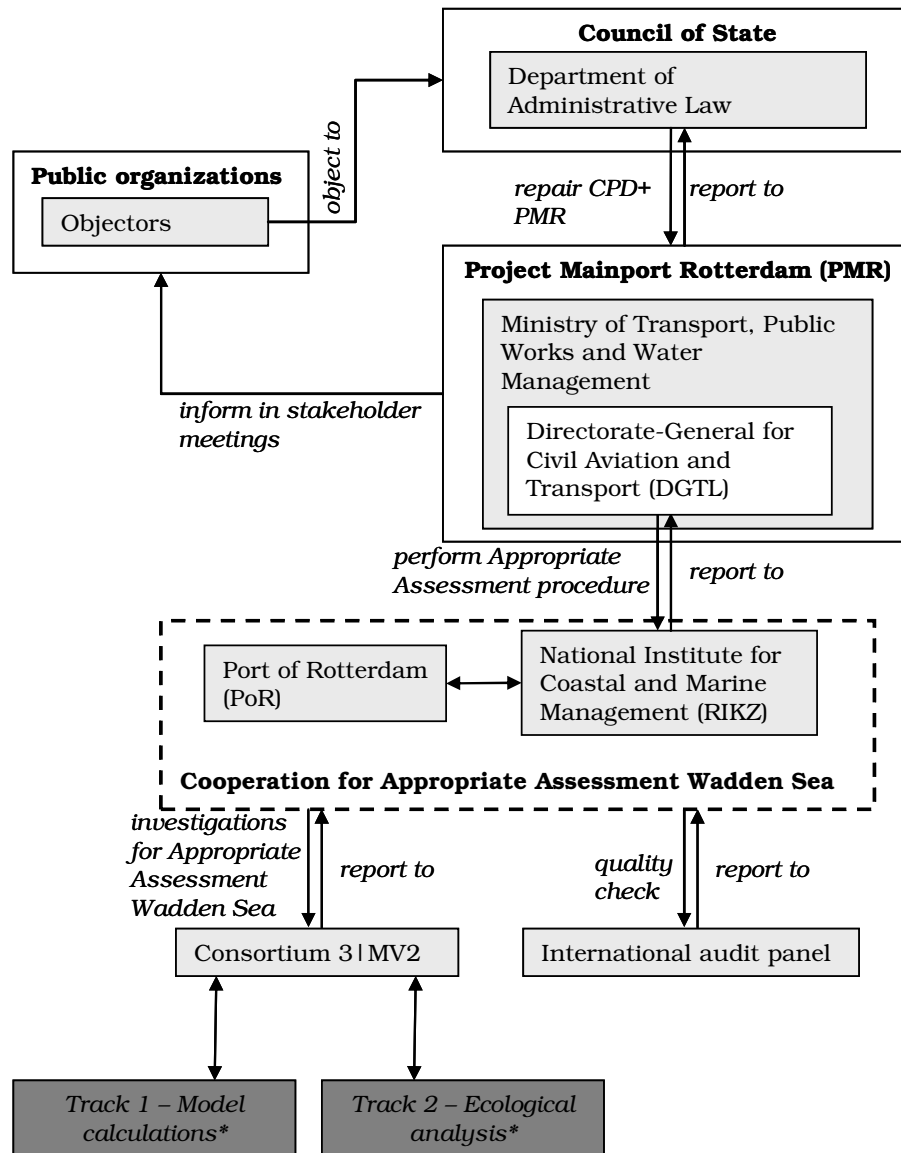 Council of State
Department of
Administrative Law
object to
Public organizations
Objectors
repair CPD+
PMR
report to
Project Mainport Rotterdam (PMR)
Ministry of Transport, Public
Works and Water
Management
inform in stakeholder
meetings
Directorate-General for
Civil Aviation and
Transport (DGTL)
perform Appropriate
Assessment procedure
report to
Port of Rotterdam
(PoR)
National Institute for
Coastal and Marine
Management (RIKZ)
Cooperation for Appropriate Assessment Wadden Sea
investigations
for Appropriate
Assessment
Wadden Sea
report to
quality
check
report to
Consortium 3|MV2
International audit panel
Track 1 – Model
calculations*
Track 2 – Ecological
analysis*